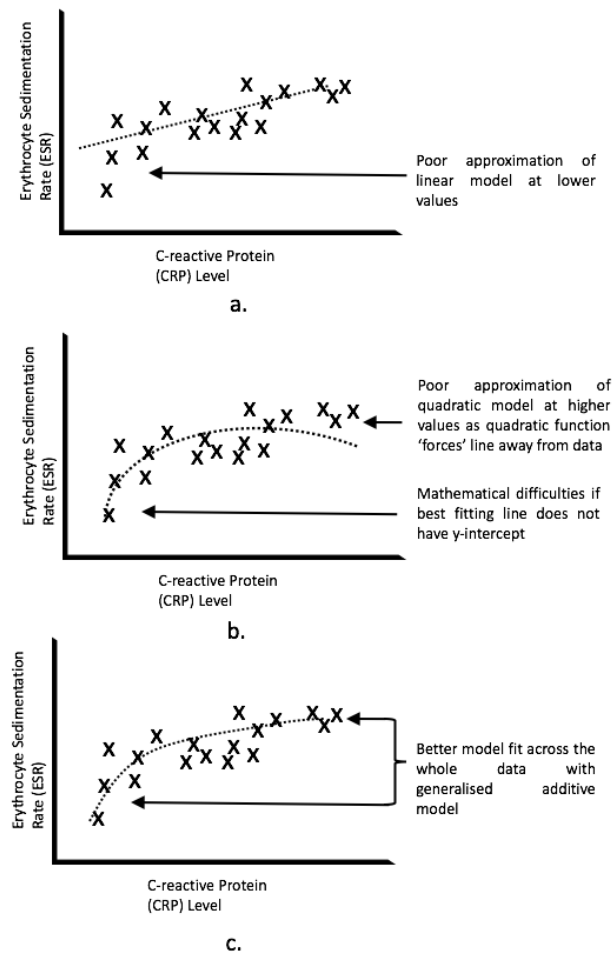 Erythrocyte Sedimentation
Rate (ESR)
Poor approximation of
linear model at lower
values
C-reactive Protein
(CRP) Level
a.
Erythrocyte Sedimentation
Rate (ESR)
Poor approximation of
quadratic model at higher
values as quadratic function
‘forces’ line away from data
Mathematical difficulties if
best fitting line does not
have y-intercept
C-reactive Protein
(CRP) Level
b.
Erythrocyte Sedimentation
Rate (ESR)
Better model fit across the
whole data with
generalised additive
model
C-reactive Protein
(CRP) Level
c.